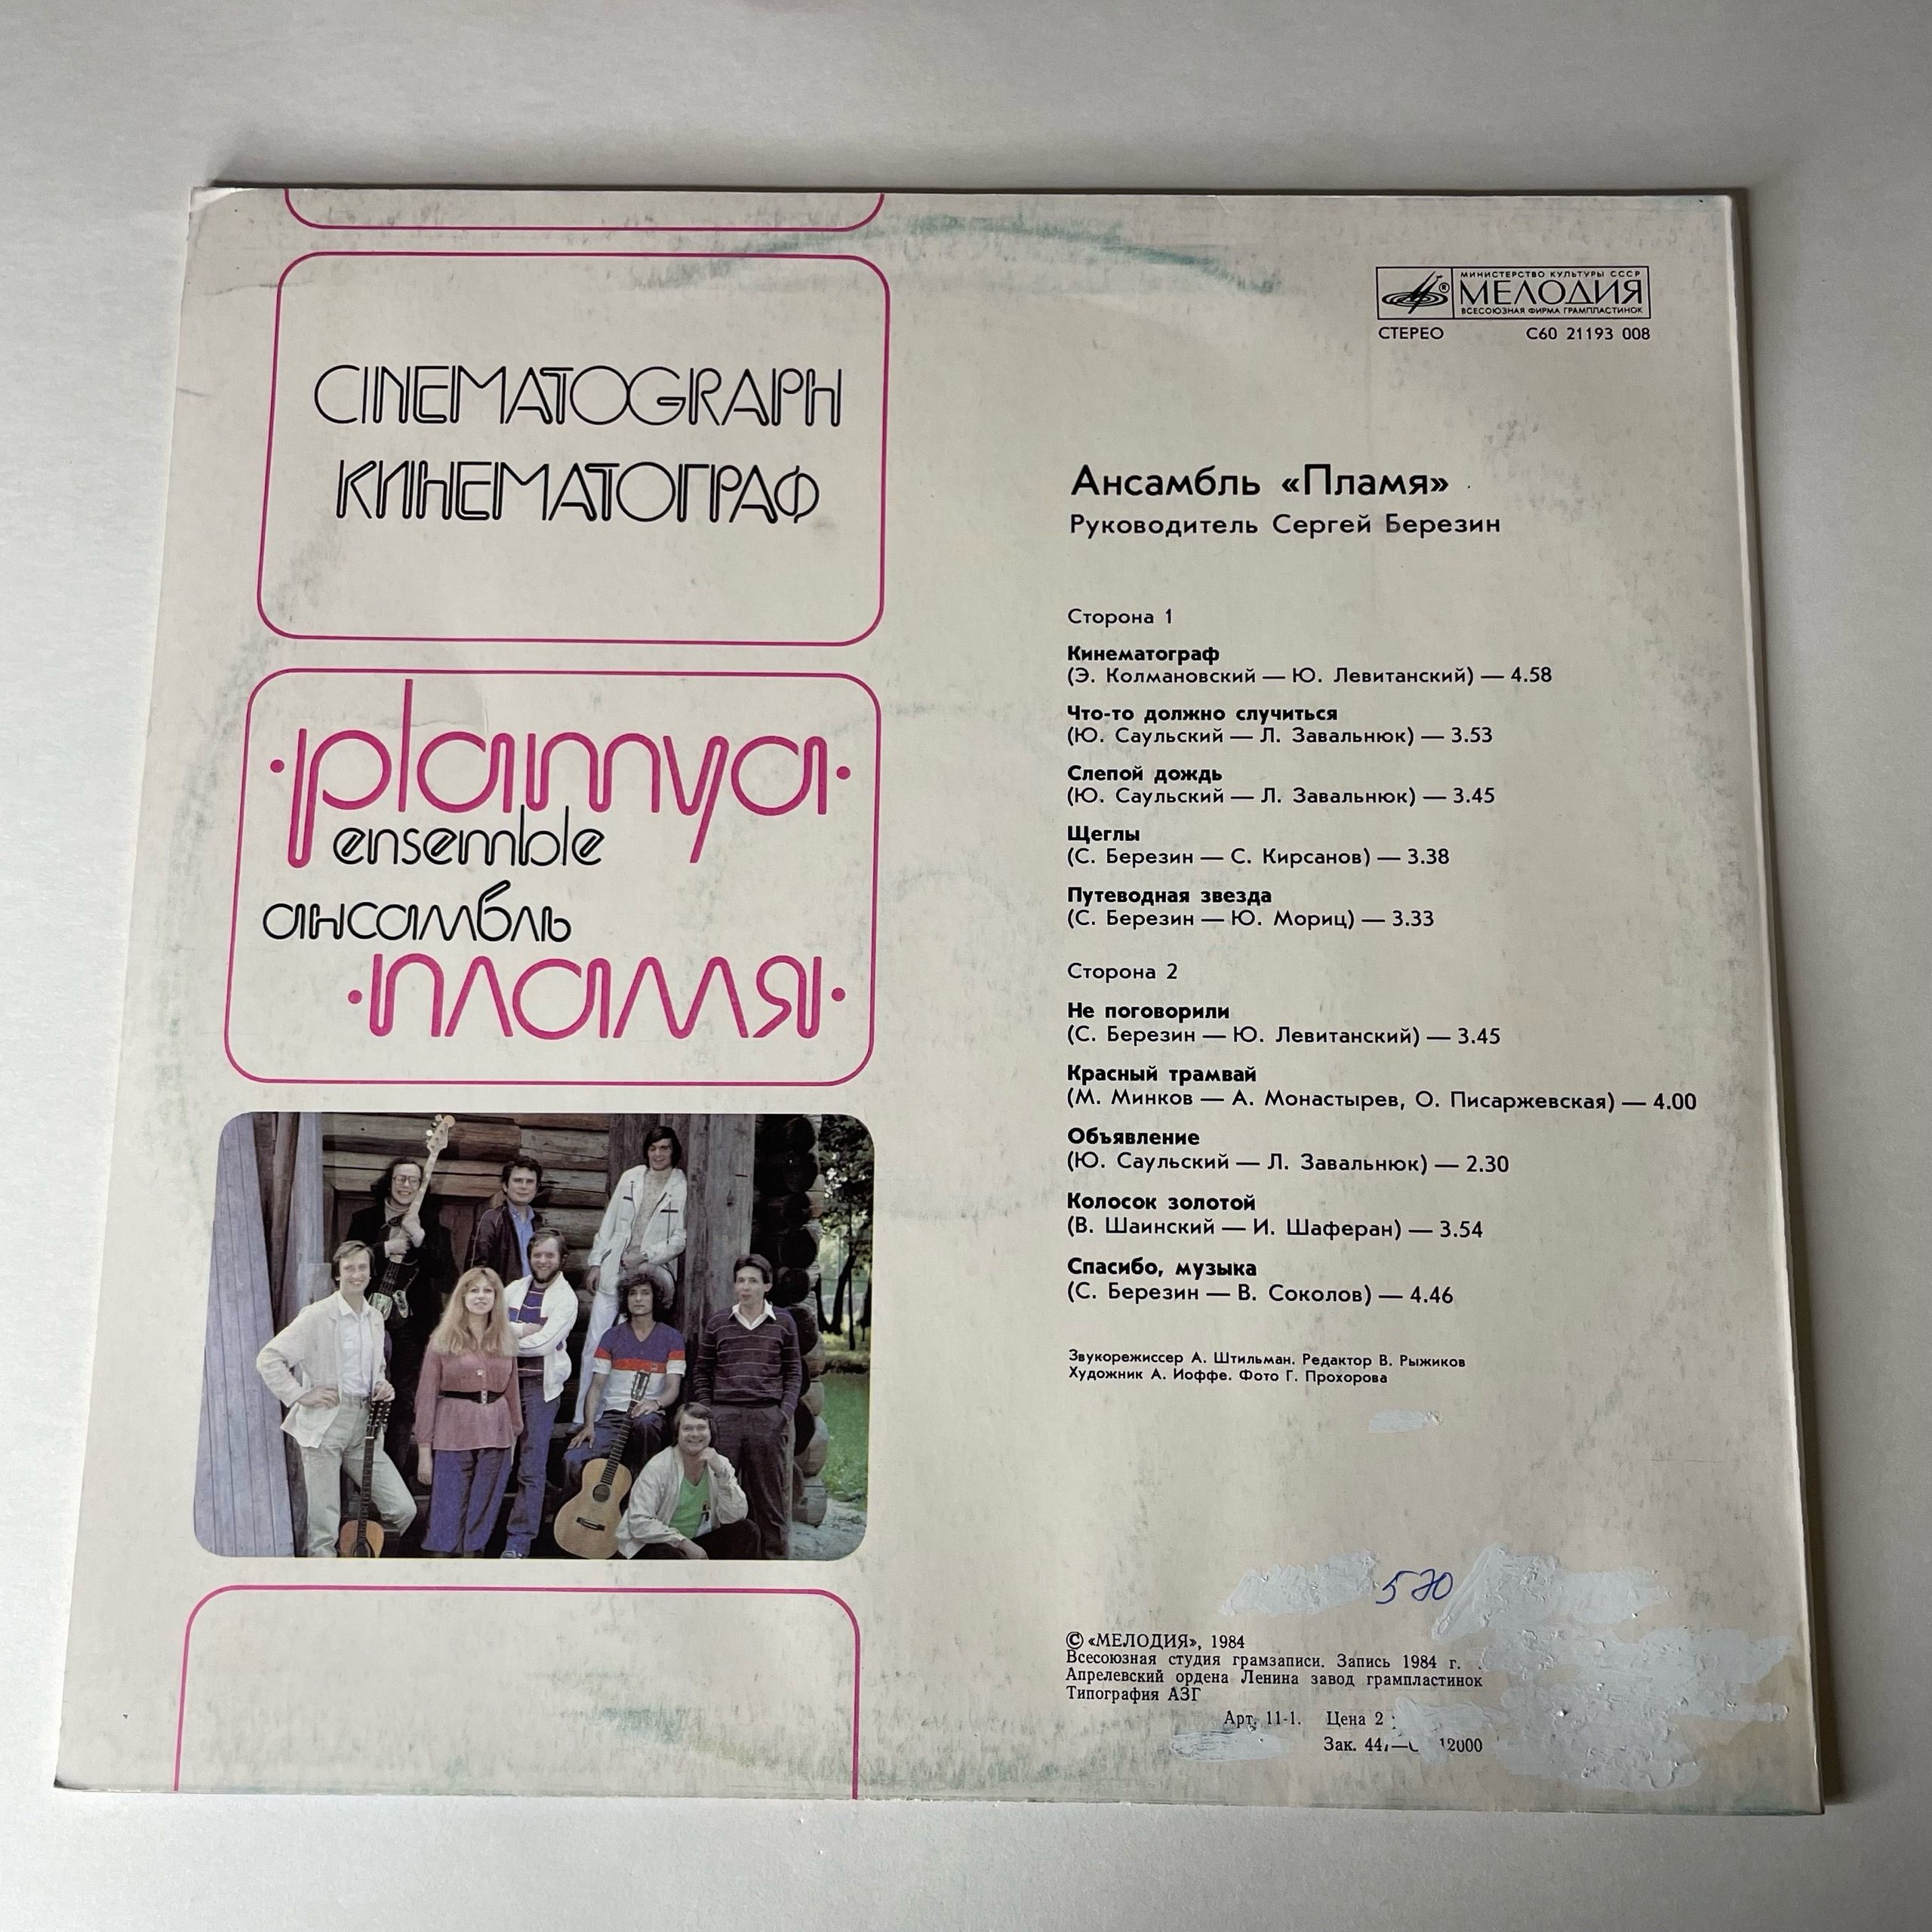 CINEMATOGRAPH
КИНЕМАТОГРАФ
·plamya·
ensemble
ансамбль
·пламя·
МИНИСТЕРСТВО КУЛЬТУРЫ СССР
МЕЛОДИЯ
ВСЕСОЮЗНАЯ ФИРМА ГРАМПЛАСТИНОК
СТЕРЕО С60 21193 008
Ансамбль «Пламя»
Руководитель Сергей Березин
Сторона 1
Кинематограф
(Э. Колмановский — Ю. Левитанский) — 4.58
Что-то должно случиться
(Ю. Саульский — Л. Завальнюк) — 3.53
Слепой дождь
(Ю. Саульский — Л. Завальнюк) — 3.45
Щеглы
(С. Березин — С. Кирсанов) — 3.38
Путеводная звезда
(С. Березин — Ю. Мориц) — 3.33
Сторона 2
Не поговорили
(С. Березин — Ю. Левитанский) — 3.45
Красный трамвай
(М. Минков — А. Монастырев, О. Писаржевская) — 4.00
Объявление
(Ю. Саульский — Л. Завальнюк) — 2.30
Колосок золотой
(В. Шаинский — И. Шаферан) — 3.54
Спасибо, музыка
(С. Березин — В. Соколов) — 4.46
Звукорежиссер А. Штильман. Редактор В. Рыжиков
Художник А. Иоффе. Фото Г. Прохорова
570
© «МЕЛОДИЯ», 1984
Всесоюзная студия грамзаписи. Запись 1984 г.
Апрелевский ордена Ленина завод грампластинок
Типография АЗГ
Арт. 11-1. Цена 2
Зак. 12000